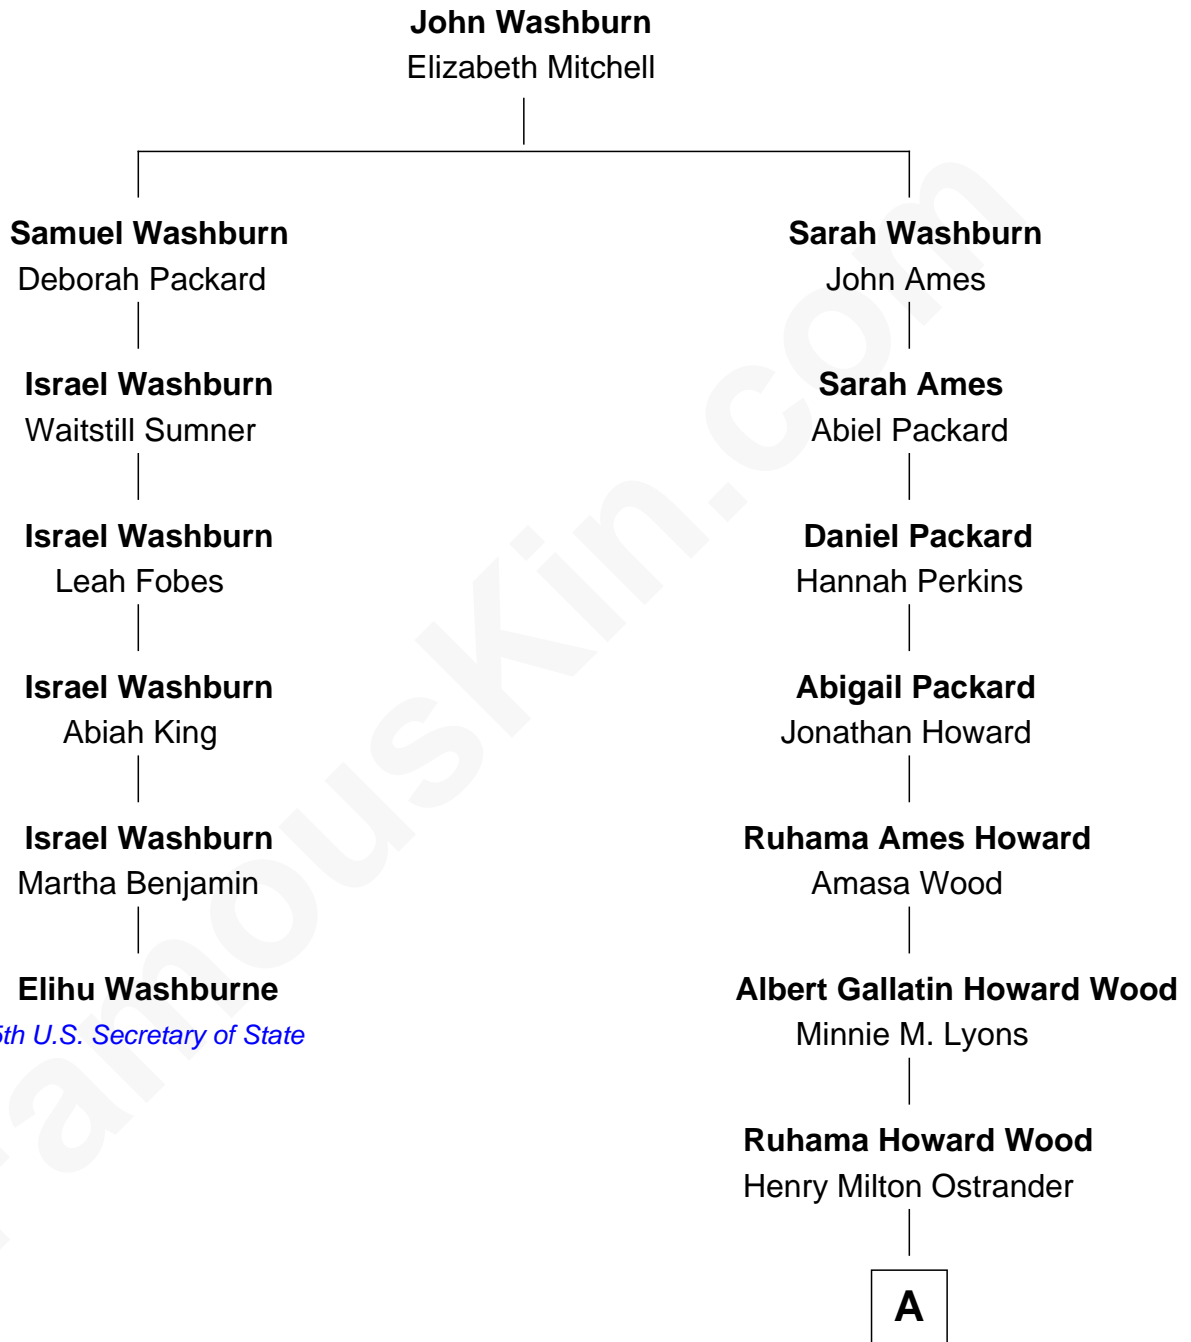 John Washburn
Elizabeth Mitchell
Samuel Washburn
Deborah Packard
Sarah Washburn
John Ames
Israel Washburn
Waitstill Sumner
Sarah Ames
Abiel Packard
Israel Washburn
Leah Fobes
Daniel Packard
Hannah Perkins
Israel Washburn
Abiah King
Abigail Packard
Jonathan Howard
Israel Washburn
Martha Benjamin
Ruhama Ames Howard
Amasa Wood
Elihu Washburne
5th U.S. Secretary of State
Albert Gallatin Howard Wood
Minnie M. Lyons
Ruhama Howard Wood
Henry Milton Ostrander
A
FamousKin.com